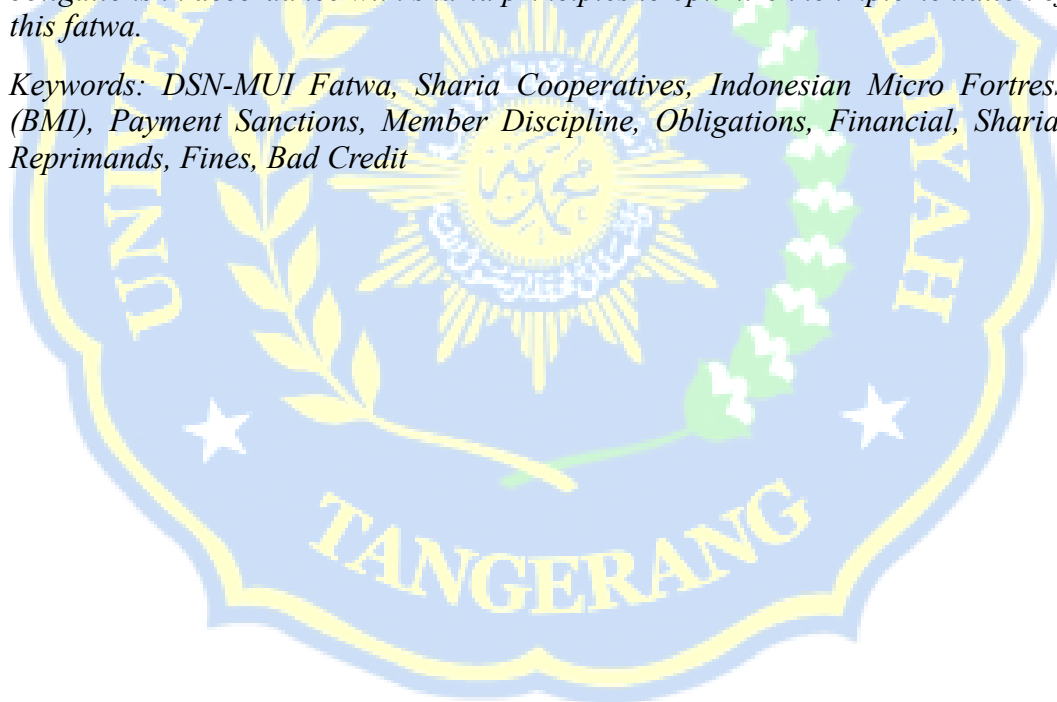 this fatwa.
Keywords: DSN-MUI Fatwa, Sharia Cooperatives, Indonesian Micro Fortress
(BMI), Payment Sanctions, Member Discipline, Obligations, Financial, Sharia
Reprimands, Fines, Bad Credit
TANGERANG